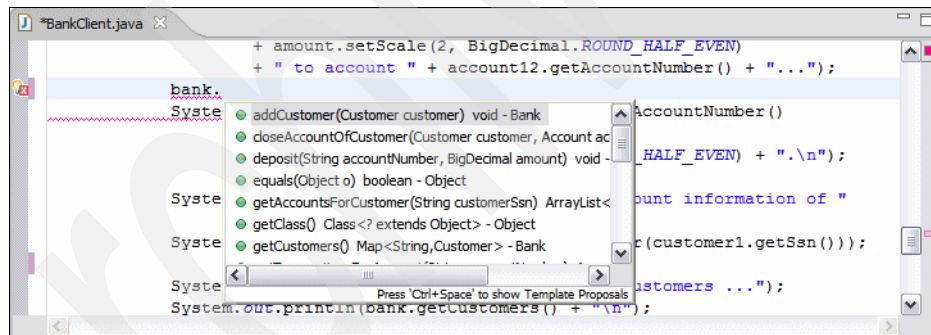 *BankClient.java
+ amount.setScale(2, BigDecimal.ROUND_HALF_EVEN)
+ " to account " + account12.getAccountNumber() + "...");
bank.
Syste AccountNumber()
addCustomer(Customer customer) void - Bank
closeAccountOfCustomer(Customer customer, Account ac
deposit(String accountNumber, BigDecimal amount) void - HALF_EVEN) + ".\n");
equals(Object o) boolean - Object
Syste getAccountsForCustomer(String customerSsn) ArrayList< ount information of "
getClass() Class<? extends Object> - Object
Syste getCustomers() Map<String,Customer> - Bank r(customer1.getSsn()));
Syste ustomers ...");
Press 'Ctrl+Space' to show Template Proposals
System.out.println(bank.getCustomers() + "\n");